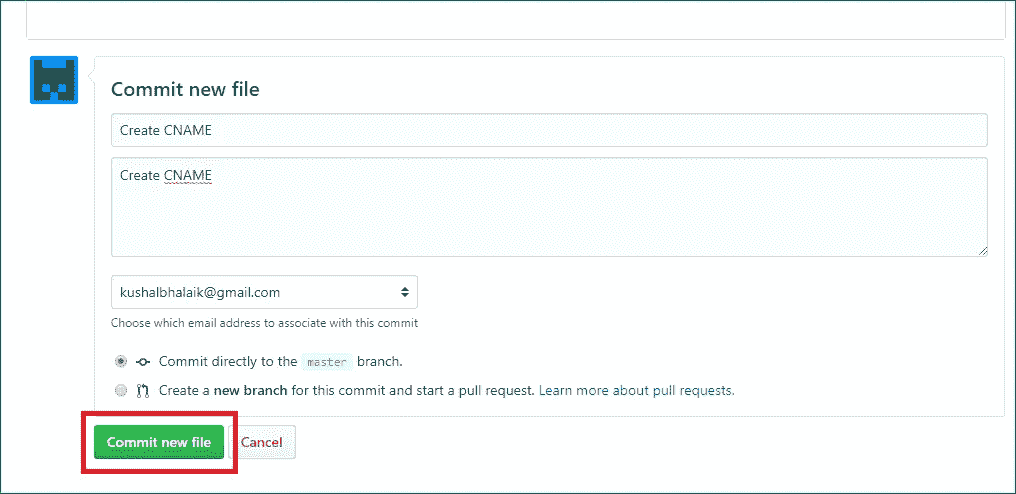 Commit new file
Create CNAME
Create CNAME
kushalbhalaik@gmail.com
Choose which email address to associate with this commit
Commit directly to the master branch.
Create a new branch for this commit and start a pull request. Learn more about pull requests.
Commit new file Cancel